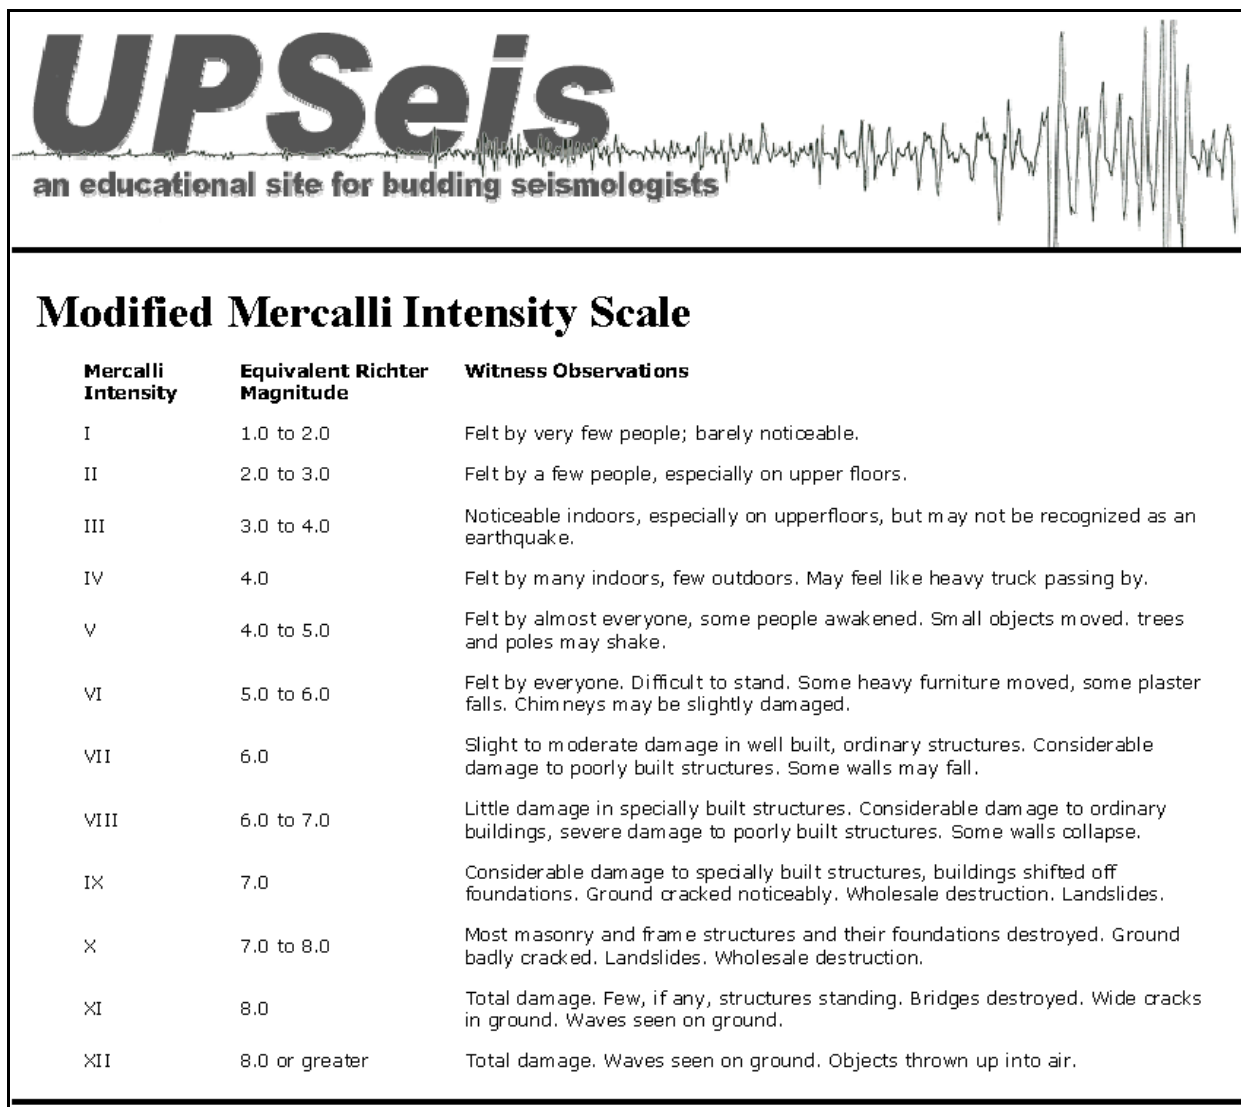 UPSeis
an educational site for budding seismologists
Modified Mercalli Intensity Scale
Mercalli Intensity Equivalent Richter Magnitude Witness Observations
I 1.0 to 2.0 Felt by very few people; barely noticeable.
II 2.0 to 3.0 Felt by a few people, especially on upper floors.
III 3.0 to 4.0 Noticeable indoors, especially on upperfloors, but may not be recognized as an
earthquake.
IV 4.0 Felt by many indoors, few outdoors. May feel like heavy truck passing by.
V 4.0 to 5.0 Felt by almost everyone, some people awakened. Small objects moved. trees
and poles may shake.
VI 5.0 to 6.0 Felt by everyone. Difficult to stand. Some heavy furniture moved, some plaster
falls. Chimneys may be slightly damaged.
VII 6.0 Slight to moderate damage in well built, ordinary structures. Considerable
damage to poorly built structures. Some walls may fall.
VIII 6.0 to 7.0 Little damage in specially built structures. Considerable damage to ordinary
buildings, severe damage to poorly built structures. Some walls collapse.
IX 7.0 Considerable damage to specially built structures, buildings shifted off
foundations. Ground cracked noticeably. Wholesale destruction. Landslides.
X 7.0 to 8.0 Most masonry and frame structures and their foundations destroyed. Ground
badly cracked. Landslides. Wholesale destruction.
XI 8.0 Total damage. Few, if any, structures standing. Bridges destroyed. Wide cracks
in ground. Waves seen on ground.
XII 8.0 or greater Total damage. Waves seen on ground. Objects thrown up into air.